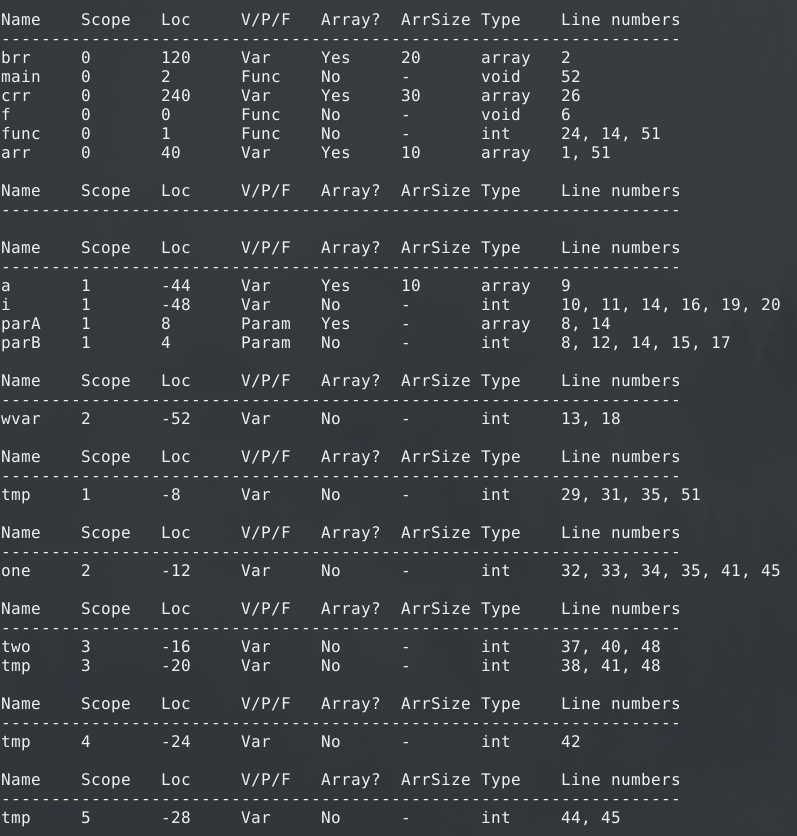 Name    Scope   Loc     V/P/F   Array?  ArrSize Type    Line numbers
--------------------------------------------------------------------
brr     0       120     Var     Yes     20      array   2
main    0       2       Func    No      -       void    52
crr     0       240     Var     Yes     30      array   26
f       0       0       Func    No      -       void    6
func    0       1       Func    No      -       int     24, 14, 51
arr     0       40      Var     Yes     10      array   1, 51

Name    Scope   Loc     V/P/F   Array?  ArrSize Type    Line numbers
--------------------------------------------------------------------

Name    Scope   Loc     V/P/F   Array?  ArrSize Type    Line numbers
--------------------------------------------------------------------
a       1       -44     Var     Yes     10      array   9
i       1       -48     Var     No      -       int     10, 11, 14, 16, 19, 20
parA    1       8       Param   Yes     -       array   8, 14
parB    1       4       Param   No      -       int     8, 12, 14, 15, 17

Name    Scope   Loc     V/P/F   Array?  ArrSize Type    Line numbers
--------------------------------------------------------------------
wvar    2       -52     Var     No      -       int     13, 18

Name    Scope   Loc     V/P/F   Array?  ArrSize Type    Line numbers
--------------------------------------------------------------------
tmp     1       -8      Var     No      -       int     29, 31, 35, 51

Name    Scope   Loc     V/P/F   Array?  ArrSize Type    Line numbers
--------------------------------------------------------------------
one     2       -12     Var     No      -       int     32, 33, 34, 35, 41, 45

Name    Scope   Loc     V/P/F   Array?  ArrSize Type    Line numbers
--------------------------------------------------------------------
two     3       -16     Var     No      -       int     37, 40, 48
tmp     3       -20     Var     No      -       int     38, 41, 48

Name    Scope   Loc     V/P/F   Array?  ArrSize Type    Line numbers
--------------------------------------------------------------------
tmp     4       -24     Var     No      -       int     42

Name    Scope   Loc     V/P/F   Array?  ArrSize Type    Line numbers
--------------------------------------------------------------------
tmp     5       -28     Var     No      -       int     44, 45